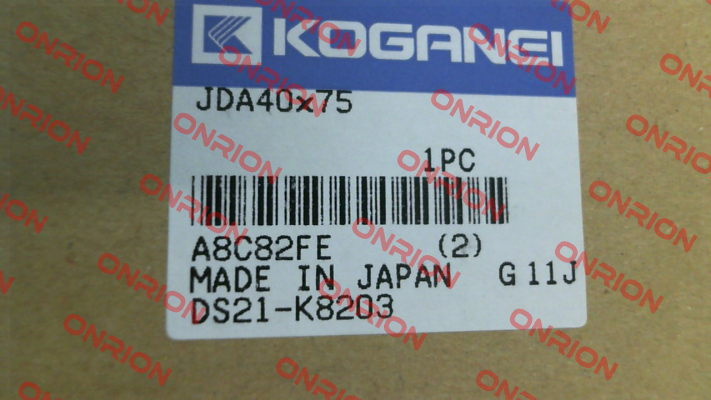 KOGANEI
JDA40x75
1PC
A8C82FE (2)
MADE IN JAPAN G11J
DS21-K8203
ONRION